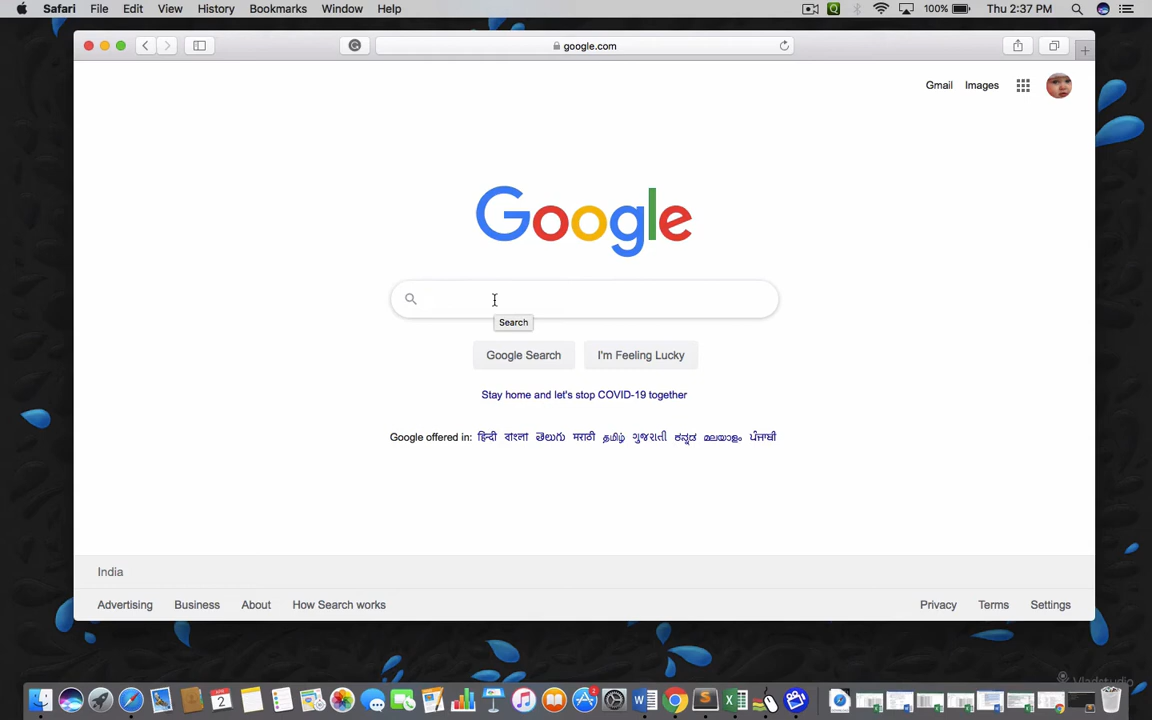 Safari File Edit View History Bookmarks Window Help 100% Thu 2:37 PM
google.com
Gmail Images
Google
Search
Google Search I'm Feeling Lucky
Stay home and let's stop COVID-19 together
Google offered in: हिन्दी বাংলা తెలుగు मराठी தமிழ் ગુજરાતી ಕನ್ನಡ മലയാളം ਪੰਜਾਬੀ
India
Advertising Business About How Search works Privacy Terms Settings
Vladstudio